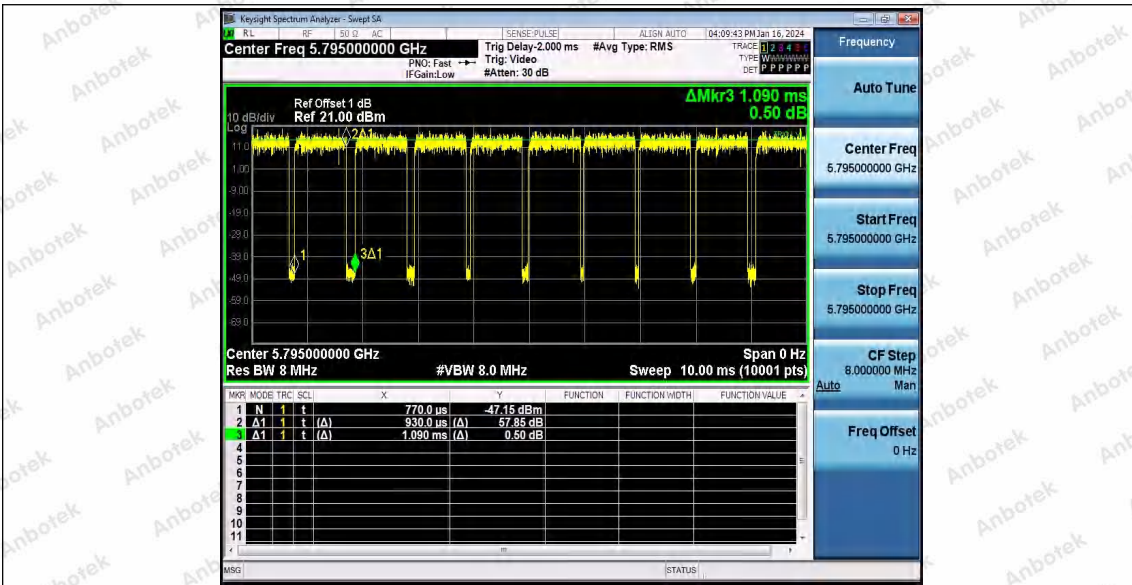 Keysight Spectrum Analyzer - Swept SA
RL RF 50 Ω AC SENSE:PULSE ALIGN AUTO 04:09:43 PM Jan 16, 2024
Center Freq 5.795000000 GHz
Trig Delay-2.000 ms #Avg Type: RMS
PNO: Fast Trig: Video
IFGain:Low #Atten: 30 dB
TRACE 1 2 3 4 5 6
TYPE WWWWWW
DET P P P P P P
Frequency
Auto Tune
Center Freq
5.795000000 GHz
Start Freq
5.795000000 GHz
Stop Freq
5.795000000 GHz
CF Step
8.000000 MHz
Auto Man
Freq Offset
0 Hz
ΔMkr3 1.090 ms
0.50 dB
Ref Offset 1 dB
10 dB/div Ref 21.00 dBm
Log
11.0
1.00
-9.00
-19.0
-29.0
-39.0
-49.0
-59.0
-69.0
2Δ1
1
3Δ1
Center 5.795000000 GHz Span 0 Hz
Res BW 8 MHz #VBW 8.0 MHz Sweep 10.00 ms (10001 pts)
MKR MODE TRC SCL X Y FUNCTION FUNCTION WIDTH FUNCTION VALUE
1 N 1 t 770.0 µs -47.15 dBm
2 Δ1 1 t (Δ) 930.0 µs (Δ) 57.85 dB
3 Δ1 1 t (Δ) 1.090 ms (Δ) 0.50 dB
4
5
6
7
8
9
10
11
MSG STATUS
Anbotek